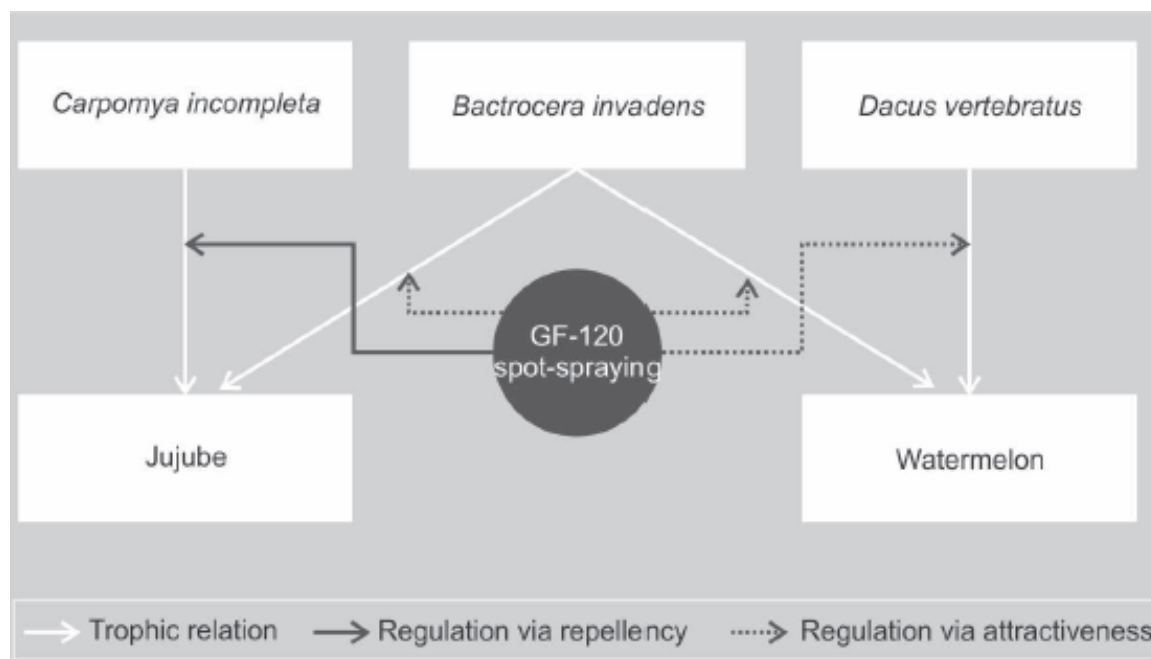 Carpomya incompleta
Bactrocera invadens
Dacus vertebratus
GF-120
spot-spraying
Jujube
Watermelon
Trophic relation
Regulation via repellency
Regulation via attractiveness